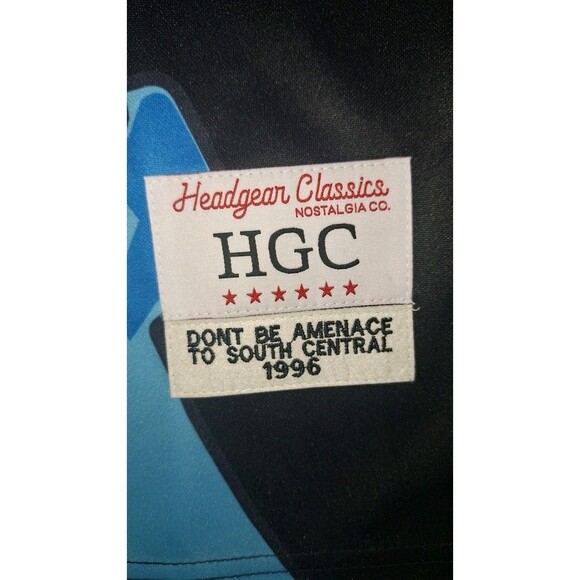 Headgear Classics
NOSTALGIA CO.
HGC
DONT BE AMENACE
TO SOUTH CENTRAL
1996